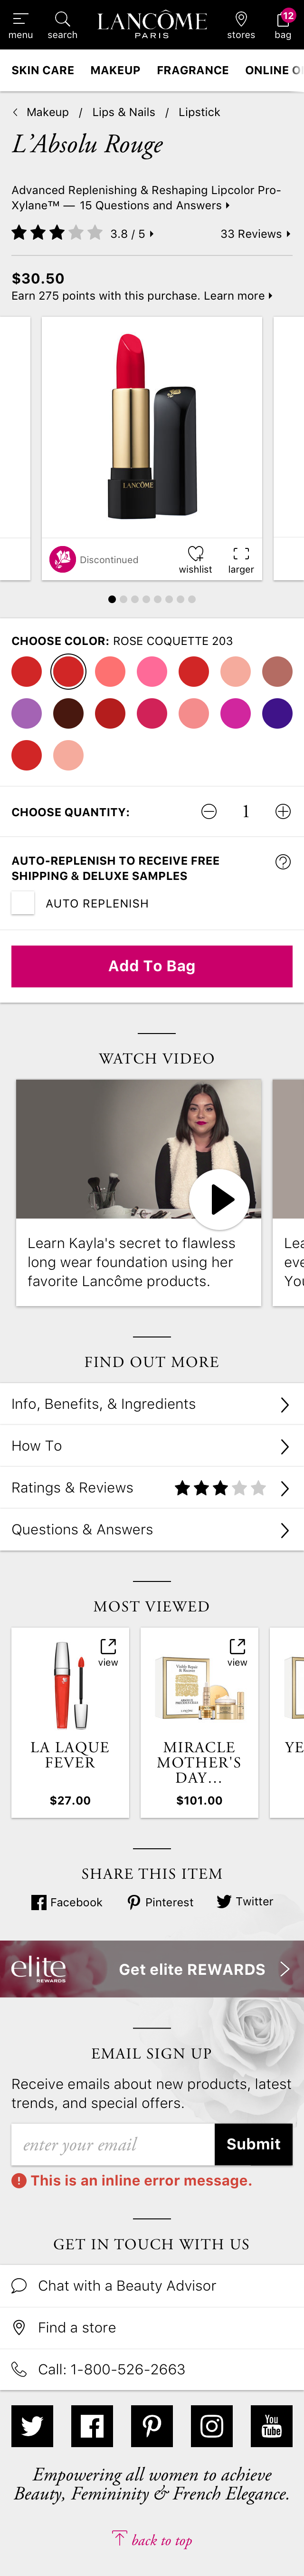 menu
search
LANCÔME
PARIS
stores
12
bag
SKIN CARE
MAKEUP
FRAGRANCE
ONLINE O
Makeup / Lips & Nails / Lipstick
L’Absolu Rouge
Advanced Replenishing & Reshaping Lipcolor Pro-
Xylane™ — 15 Questions and Answers
3.8 / 5
33 Reviews
$30.50
Earn 275 points with this purchase. Learn more
LANCÔME
Discontinued
wishlist
larger
CHOOSE COLOR: ROSE COQUETTE 203
CHOOSE QUANTITY:
1
AUTO-REPLENISH TO RECEIVE FREE
SHIPPING & DELUXE SAMPLES
AUTO REPLENISH
Add To Bag
WATCH VIDEO
Learn Kayla's secret to flawless
long wear foundation using her
favorite Lancôme products.
Lea
eve
You
FIND OUT MORE
Info, Benefits, & Ingredients
How To
Ratings & Reviews
Questions & Answers
MOST VIEWED
view
view
LA LAQUE
FEVER
$27.00
MIRACLE
MOTHER'S
DAY...
$101.00
YE
SHARE THIS ITEM
Facebook
Pinterest
Twitter
elite
REWARDS
Get elite REWARDS
EMAIL SIGN UP
Receive emails about new products, latest
trends, and special offers.
enter your email
Submit
This is an inline error message.
GET IN TOUCH WITH US
Chat with a Beauty Advisor
Find a store
Call: 1-800-526-2663
You
Tube
Empowering all women to achieve
Beauty, Femininity & French Elegance.
back to top